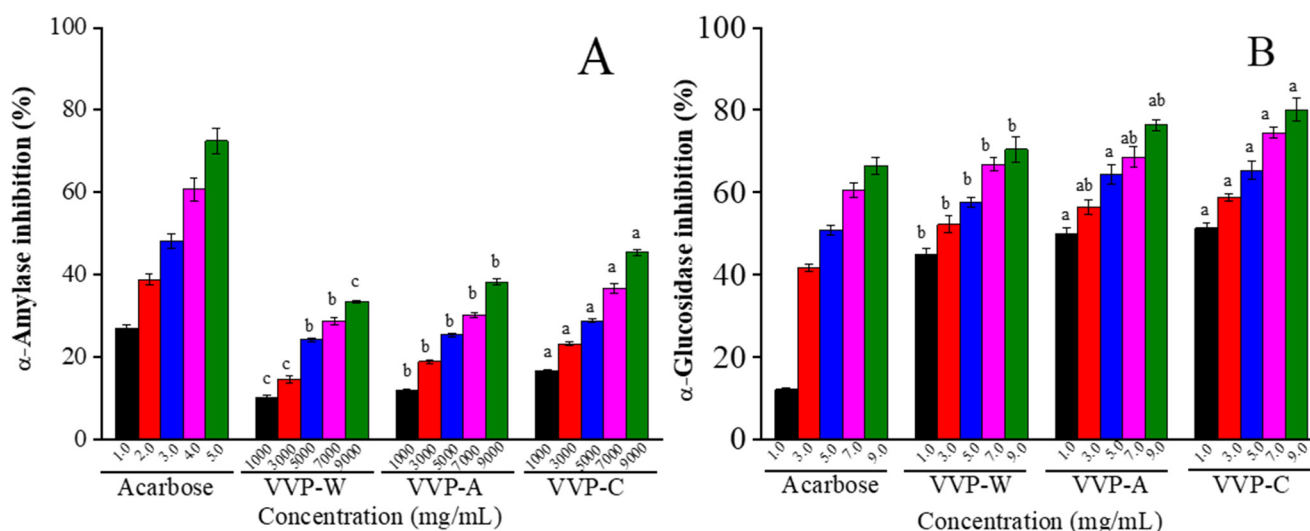 A
α-Amylase inhibition (%)
100
80
60
40
20
0
c c b b c
b b b b b
a a a a a
1.0 2.0 3.0 4.0 5.0
1000 3000 5000 7000 9000
1000 3000 5000 7000 9000
1000 3000 5000 7000 9000
Acarbose VVP-W VVP-A VVP-C
Concentration (mg/mL)
B
α-Glucosidase inhibition (%)
100
80
60
40
20
0
b b b b b
a ab a ab ab
a a a a a
1.0 3.0 5.0 7.0 9.0
1.0 3.0 5.0 7.0 9.0
1.0 3.0 5.0 7.0 9.0
1.0 3.0 5.0 7.0 9.0
Acarbose VVP-W VVP-A VVP-C
Concentration (mg/mL)